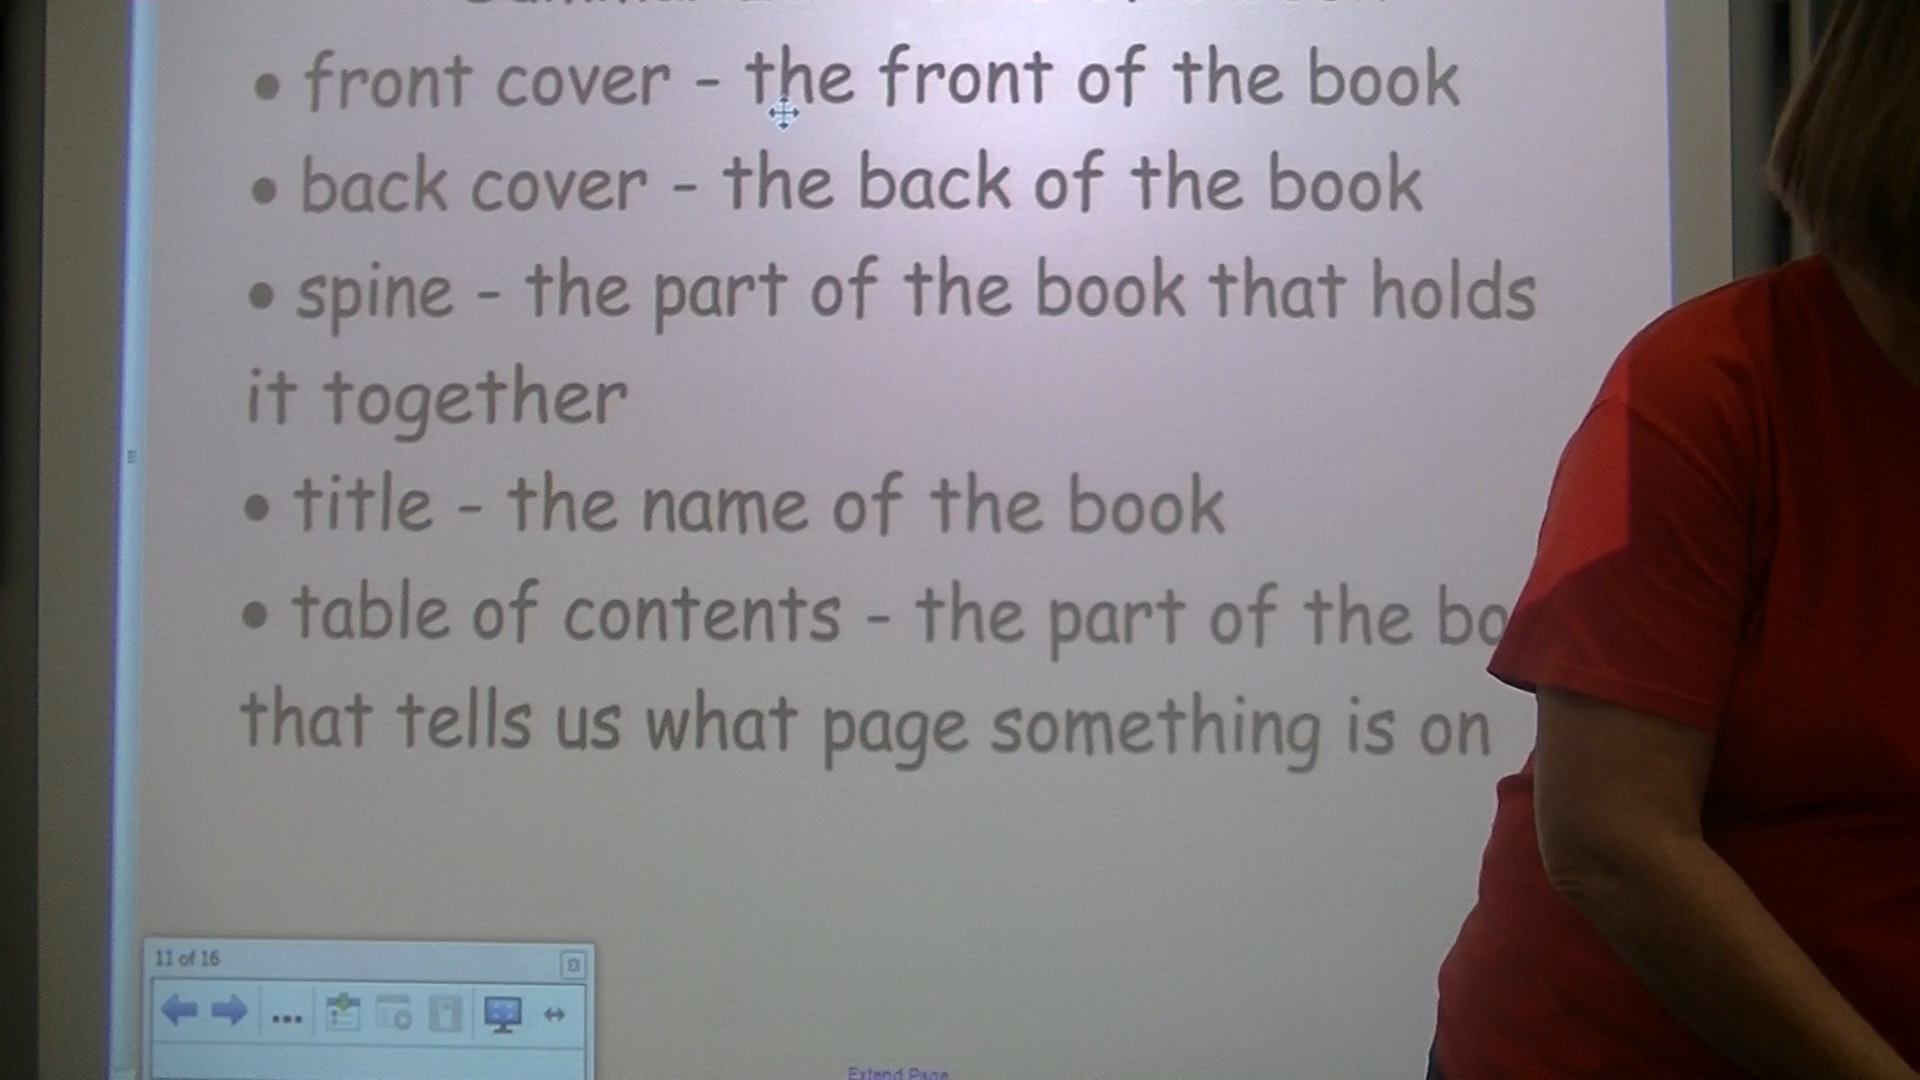 • front cover - the front of the book
• back cover - the back of the book
• spine - the part of the book that holds
it together
• title - the name of the book
• table of contents - the part of the bo
that tells us what page something is on
11 of 16
Extend Page